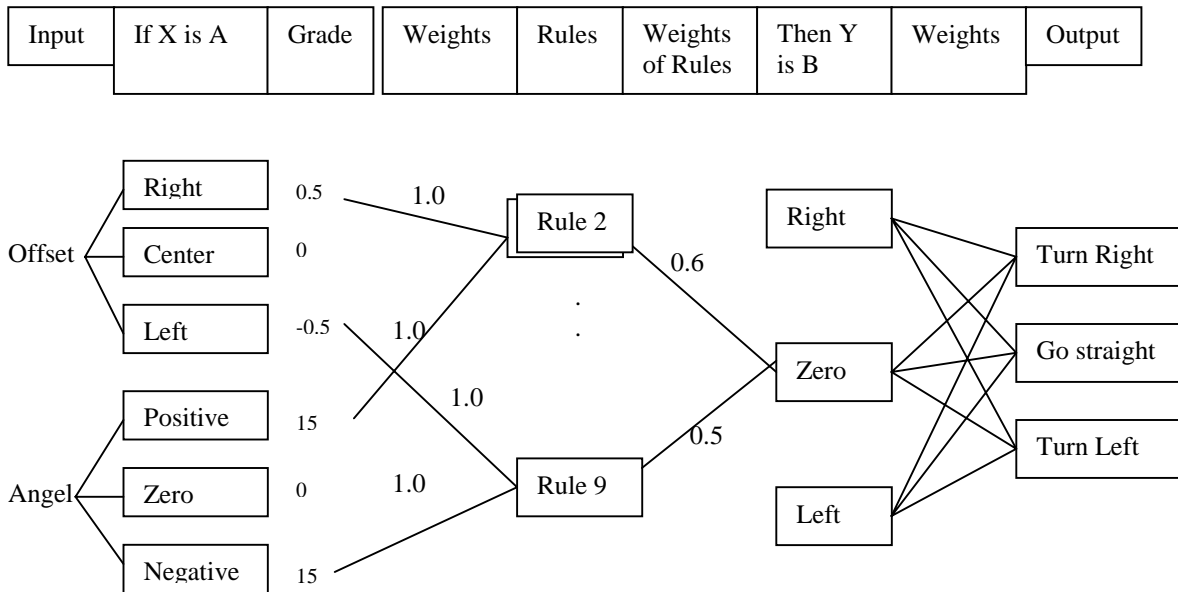 Input
If X is A
Grade
Weights
Rules
Weights
of Rules
Then Y
is B
Weights
Output
Right
0.5
1.0
Rule 2
Right
Offset
Center
0
0.6
Turn Right
.
.
Left
-0.5
1.0
Zero
Go straight
1.0
Positive
15
0.5
Turn Left
Angel
Zero
0
1.0
Rule 9
Left
Negative
15